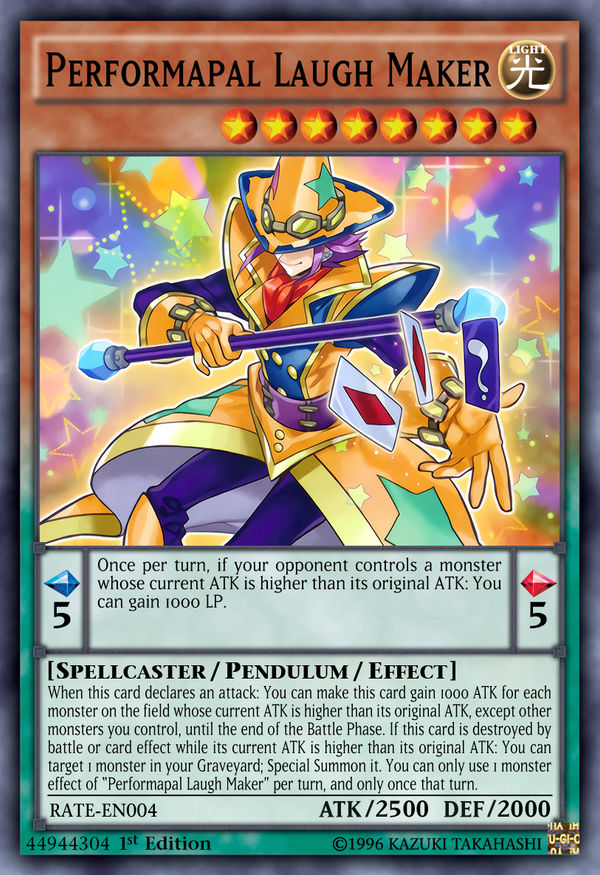 PERFORMAPAL LAUGH MAKER
LIGHT
光
?
Once per turn, if your opponent controls a monster
whose current ATK is higher than its original ATK: You
can gain 1000 LP.
5
5
[SPELLCASTER / PENDULUM / EFFECT]
When this card declares an attack: You can make this card gain 1000 ATK for each
monster on the field whose current ATK is higher than its original ATK, except other
monsters you control, until the end of the Battle Phase. If this card is destroyed by
battle or card effect while its current ATK is higher than its original ATK: You can
target 1 monster in your Graveyard; Special Summon it. You can only use 1 monster
effect of "Performapal Laugh Maker" per turn, and only once that turn.
RATE-EN004 ATK/2500 DEF/2000
44944304 1st Edition ©1996 KAZUKI TAKAHASHI